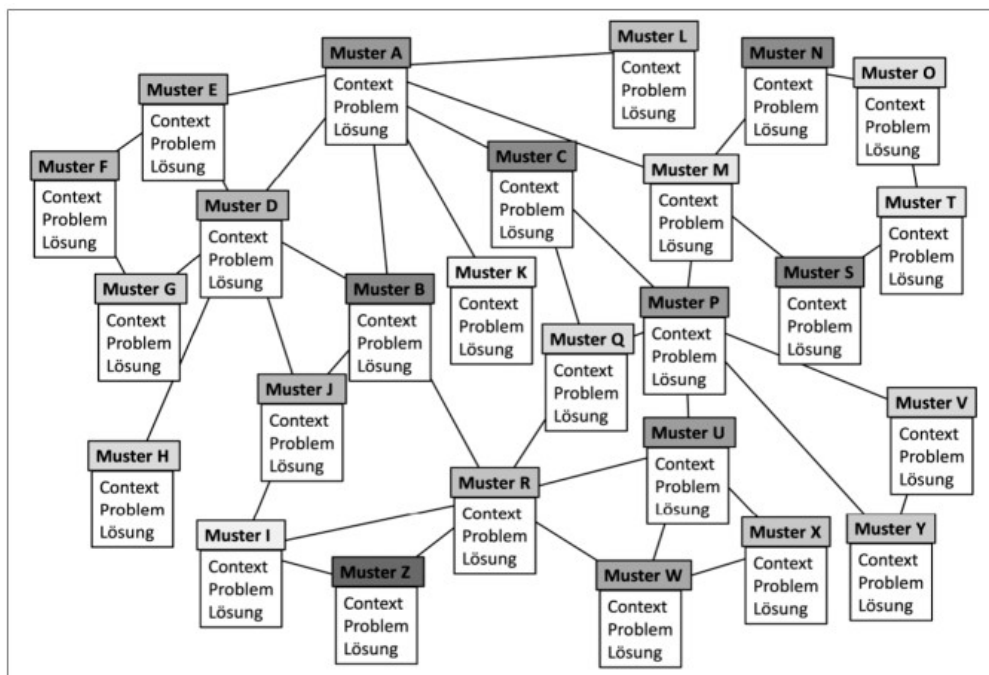 Muster A
Context
Problem
Lösung
Muster L
Context
Problem
Lösung
Muster N
Context
Problem
Lösung
Muster O
Context
Problem
Lösung
Muster E
Context
Problem
Lösung
Muster F
Context
Problem
Lösung
Muster C
Context
Problem
Lösung
Muster M
Context
Problem
Lösung
Muster D
Context
Problem
Lösung
Muster T
Context
Problem
Lösung
Muster G
Context
Problem
Lösung
Muster B
Context
Problem
Lösung
Muster K
Context
Problem
Lösung
Muster S
Context
Problem
Lösung
Muster P
Context
Problem
Lösung
Muster Q
Context
Problem
Lösung
Muster J
Context
Problem
Lösung
Muster V
Context
Problem
Lösung
Muster H
Context
Problem
Lösung
Muster U
Context
Problem
Lösung
Muster R
Context
Problem
Lösung
Muster I
Context
Problem
Lösung
Muster X
Context
Problem
Lösung
Muster Y
Context
Problem
Lösung
Muster Z
Context
Problem
Lösung
Muster W
Context
Problem
Lösung